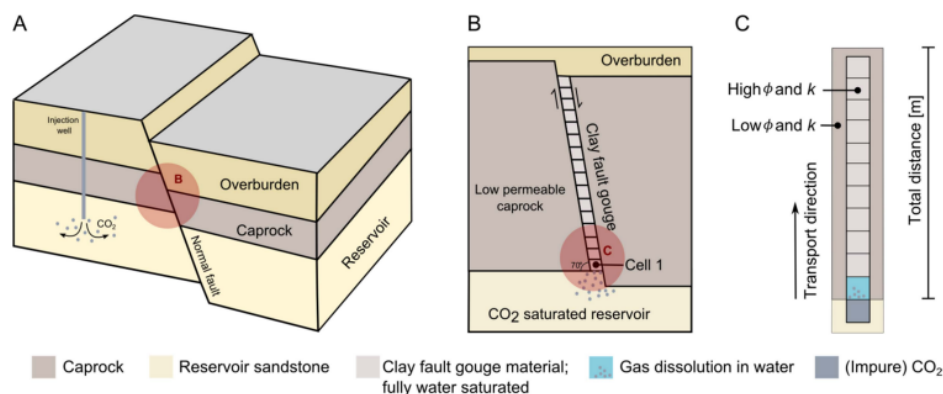 A
Injection
well
CO2
B
Overburden
Caprock
Normal fault
Reservoir
B
Overburden
Clay fault gouge
Low permeable
caprock
C
70°
Cell 1
CO2 saturated reservoir
C
High ϕ and k
Low ϕ and k
Transport direction
Total distance [m]
Caprock
Reservoir sandstone
Clay fault gouge material;
fully water saturated
Gas dissolution in water
(Impure) CO2